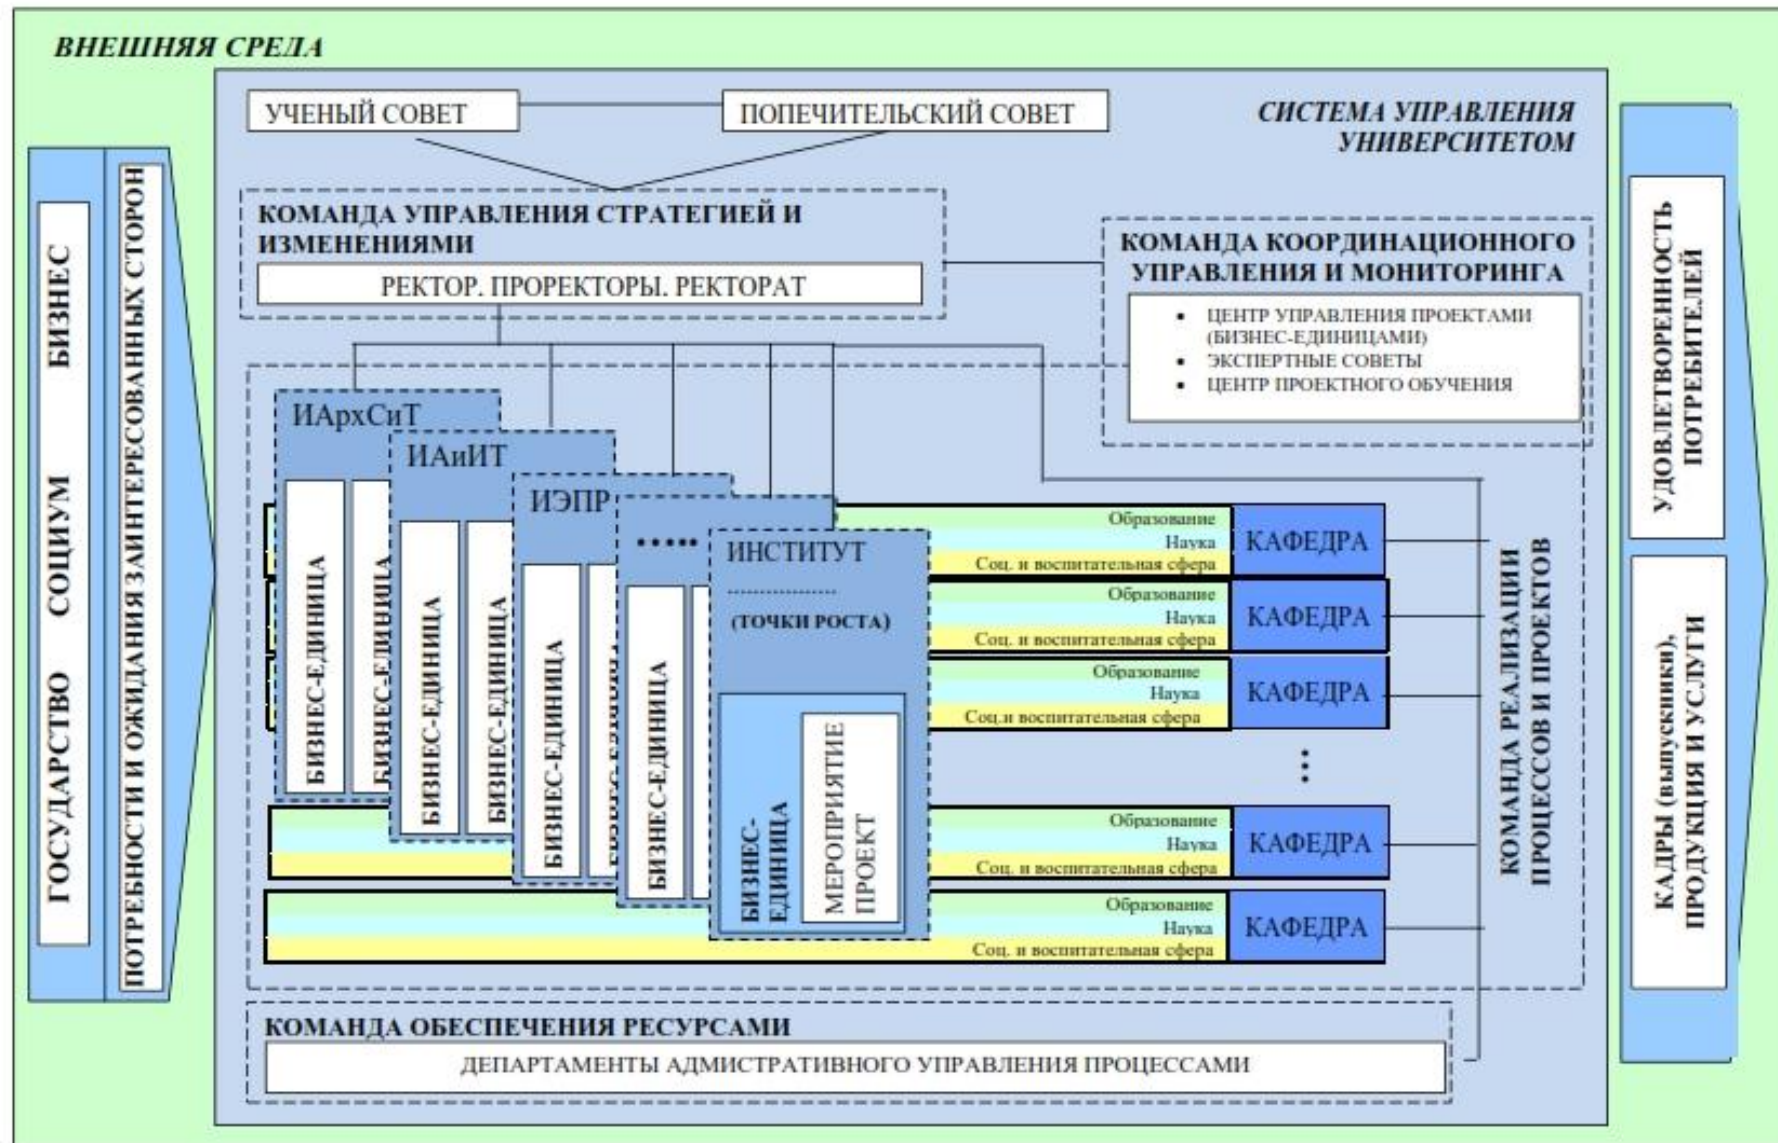 ВНЕШНЯЯ СРЕДА
УЧЕНЫЙ СОВЕТ
ПОПЕЧИТЕЛЬСКИЙ СОВЕТ
СИСТЕМА УПРАВЛЕНИЯ
УНИВЕРСИТЕТОМ
КОМАНДА УПРАВЛЕНИЯ СТРАТЕГИЕЙ И
ИЗМЕНЕНИЯМИ
РЕКТОР. ПРОРЕКТОРЫ. РЕКТОРАТ
КОМАНДА КООРДИНАЦИОННОГО
УПРАВЛЕНИЯ И МОНИТОРИНГА
• ЦЕНТР УПРАВЛЕНИЯ ПРОЕКТАМИ
(БИЗНЕС-ЕДИНИЦАМИ)
• ЭКСПЕРТНЫЕ СОВЕТЫ
• ЦЕНТР ПРОЕКТНОГО ОБУЧЕНИЯ
ГОСУДАРСТВО СОЦИУМ БИЗНЕС
ПОТРЕБНОСТИ И ОЖИДАНИЯ ЗАИНТЕРЕСОВАННЫХ СТОРОН
ИАрхСиТ
БИЗНЕС-ЕДИНИЦА
БИЗНЕС-ЕДИНИЦА
ИАиИТ
БИЗНЕС-ЕДИНИЦА
БИЗНЕС-ЕДИНИЦА
ИЭПР
БИЗНЕС-ЕДИНИЦА
БИЗНЕС-ЕДИНИЦА
.....
БИЗНЕС-ЕДИНИЦА
ИНСТИТУТ
.................
(ТОЧКИ РОСТА)
БИЗНЕС-
ЕДИНИЦА
МЕРОПРИЯТИЕ
ПРОЕКТ
Образование
Наука
Соц. и воспитательная сфера
КАФЕДРА
Образование
Наука
Соц. и воспитательная сфера
КАФЕДРА
Образование
Наука
Соц.и воспитательная сфера
КАФЕДРА
...
Образование
Наука
Соц. и воспитательная сфера
КАФЕДРА
Образование
Наука
Соц. и воспитательная сфера
КАФЕДРА
КОМАНДА РЕАЛИЗАЦИИ
ПРОЦЕССОВ И ПРОЕКТОВ
КОМАНДА ОБЕСПЕЧЕНИЯ РЕСУРСАМИ
ДЕПАРТАМЕНТЫ АДМИСТРАТИВНОГО УПРАВЛЕНИЯ ПРОЦЕССАМИ
УДОВЛЕТВОРЕННОСТЬ
ПОТРЕБИТЕЛЕЙ
КАДРЫ (выпускники),
ПРОДУКЦИЯ И УСЛУГИ